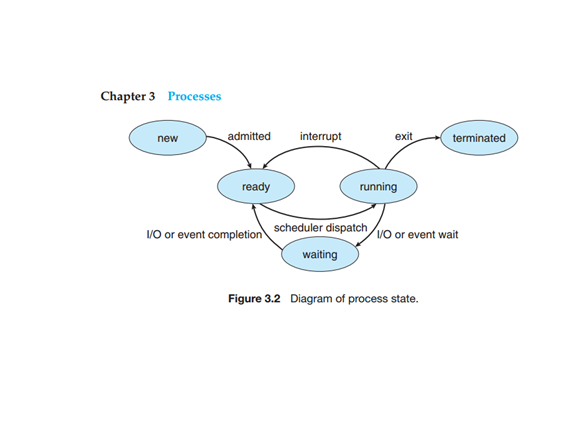 Chapter 3 Processes
new
admitted
interrupt
exit
terminated
ready
running
I/O or event completion
scheduler dispatch
I/O or event wait
waiting
Figure 3.2 Diagram of process state.